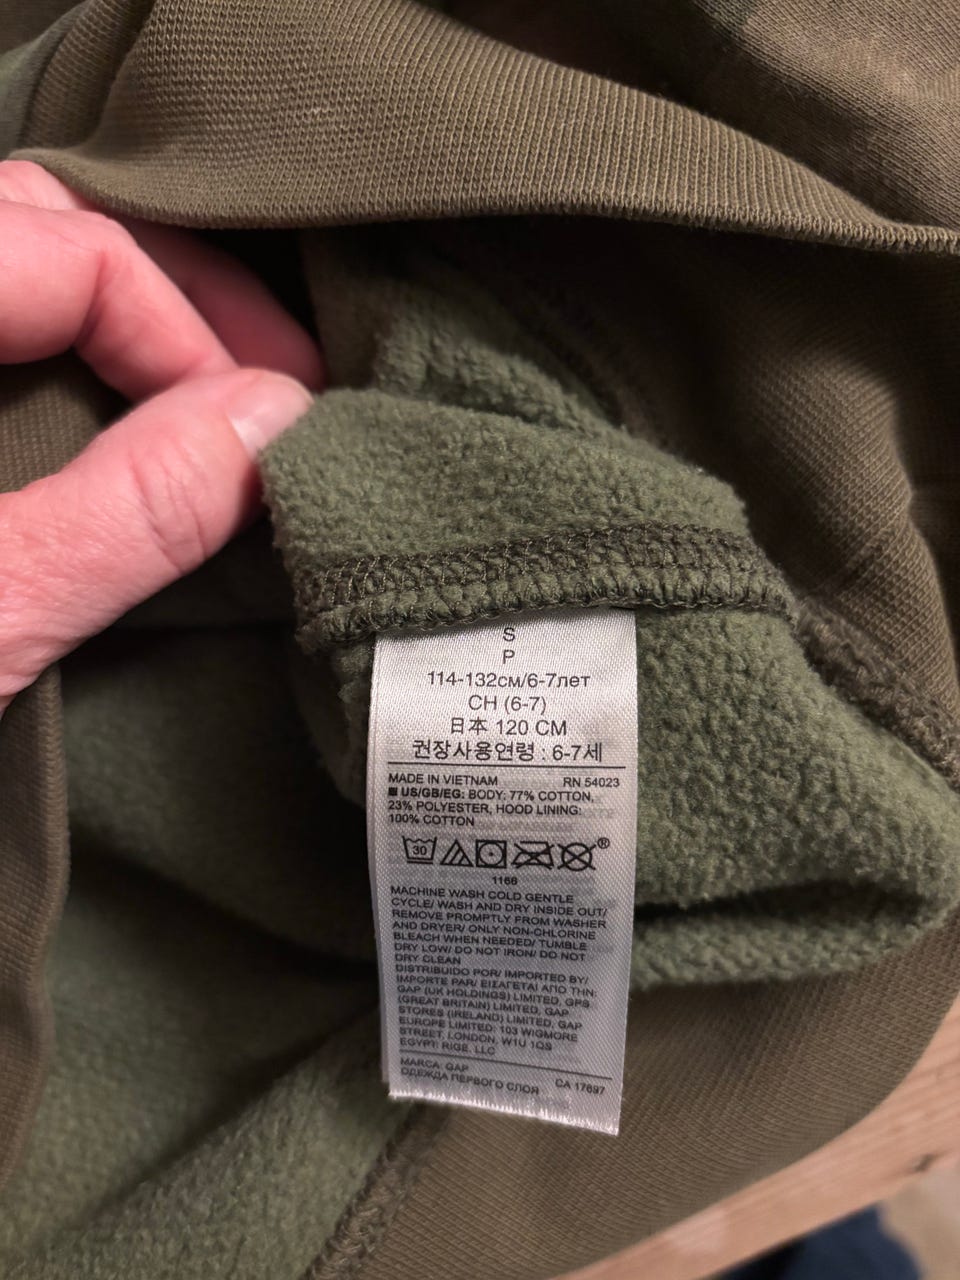 S
P
114-132см/6-7лет
CH (6-7)
日本 120 CM
권장사용연령 : 6-7세
MADE IN VIETNAM RN 54023
US/GB/EG: BODY: 77% COTTON,
23% POLYESTER, HOOD LINING:
100% COTTON
30 ®
1166
MACHINE WASH COLD GENTLE
CYCLE/ WASH AND DRY INSIDE OUT/
REMOVE PROMPTLY FROM WASHER
AND DRYER/ ONLY NON-CHLORINE
BLEACH WHEN NEEDED/ TUMBLE
DRY LOW/ DO NOT IRON/ DO NOT
DRY CLEAN
DISTRIBUIDO POR/ IMPORTED BY/
IMPORTE PAR/ ΕΙΣΑΓΕΤΑΙ ΑΠΟ ΤΗΝ:
GAP (UK HOLDINGS) LIMITED, GPS
(GREAT BRITAIN) LIMITED, GAP
STORES (IRELAND) LIMITED, GAP
EUROPE LIMITED: 103 WIGMORE
STREET, LONDON, W1U 1QS
EGYPT: RIGE, LLC
MARCA: GAP CA 17697
ОДЕЖДА ПЕРВОГО СЛОЯ